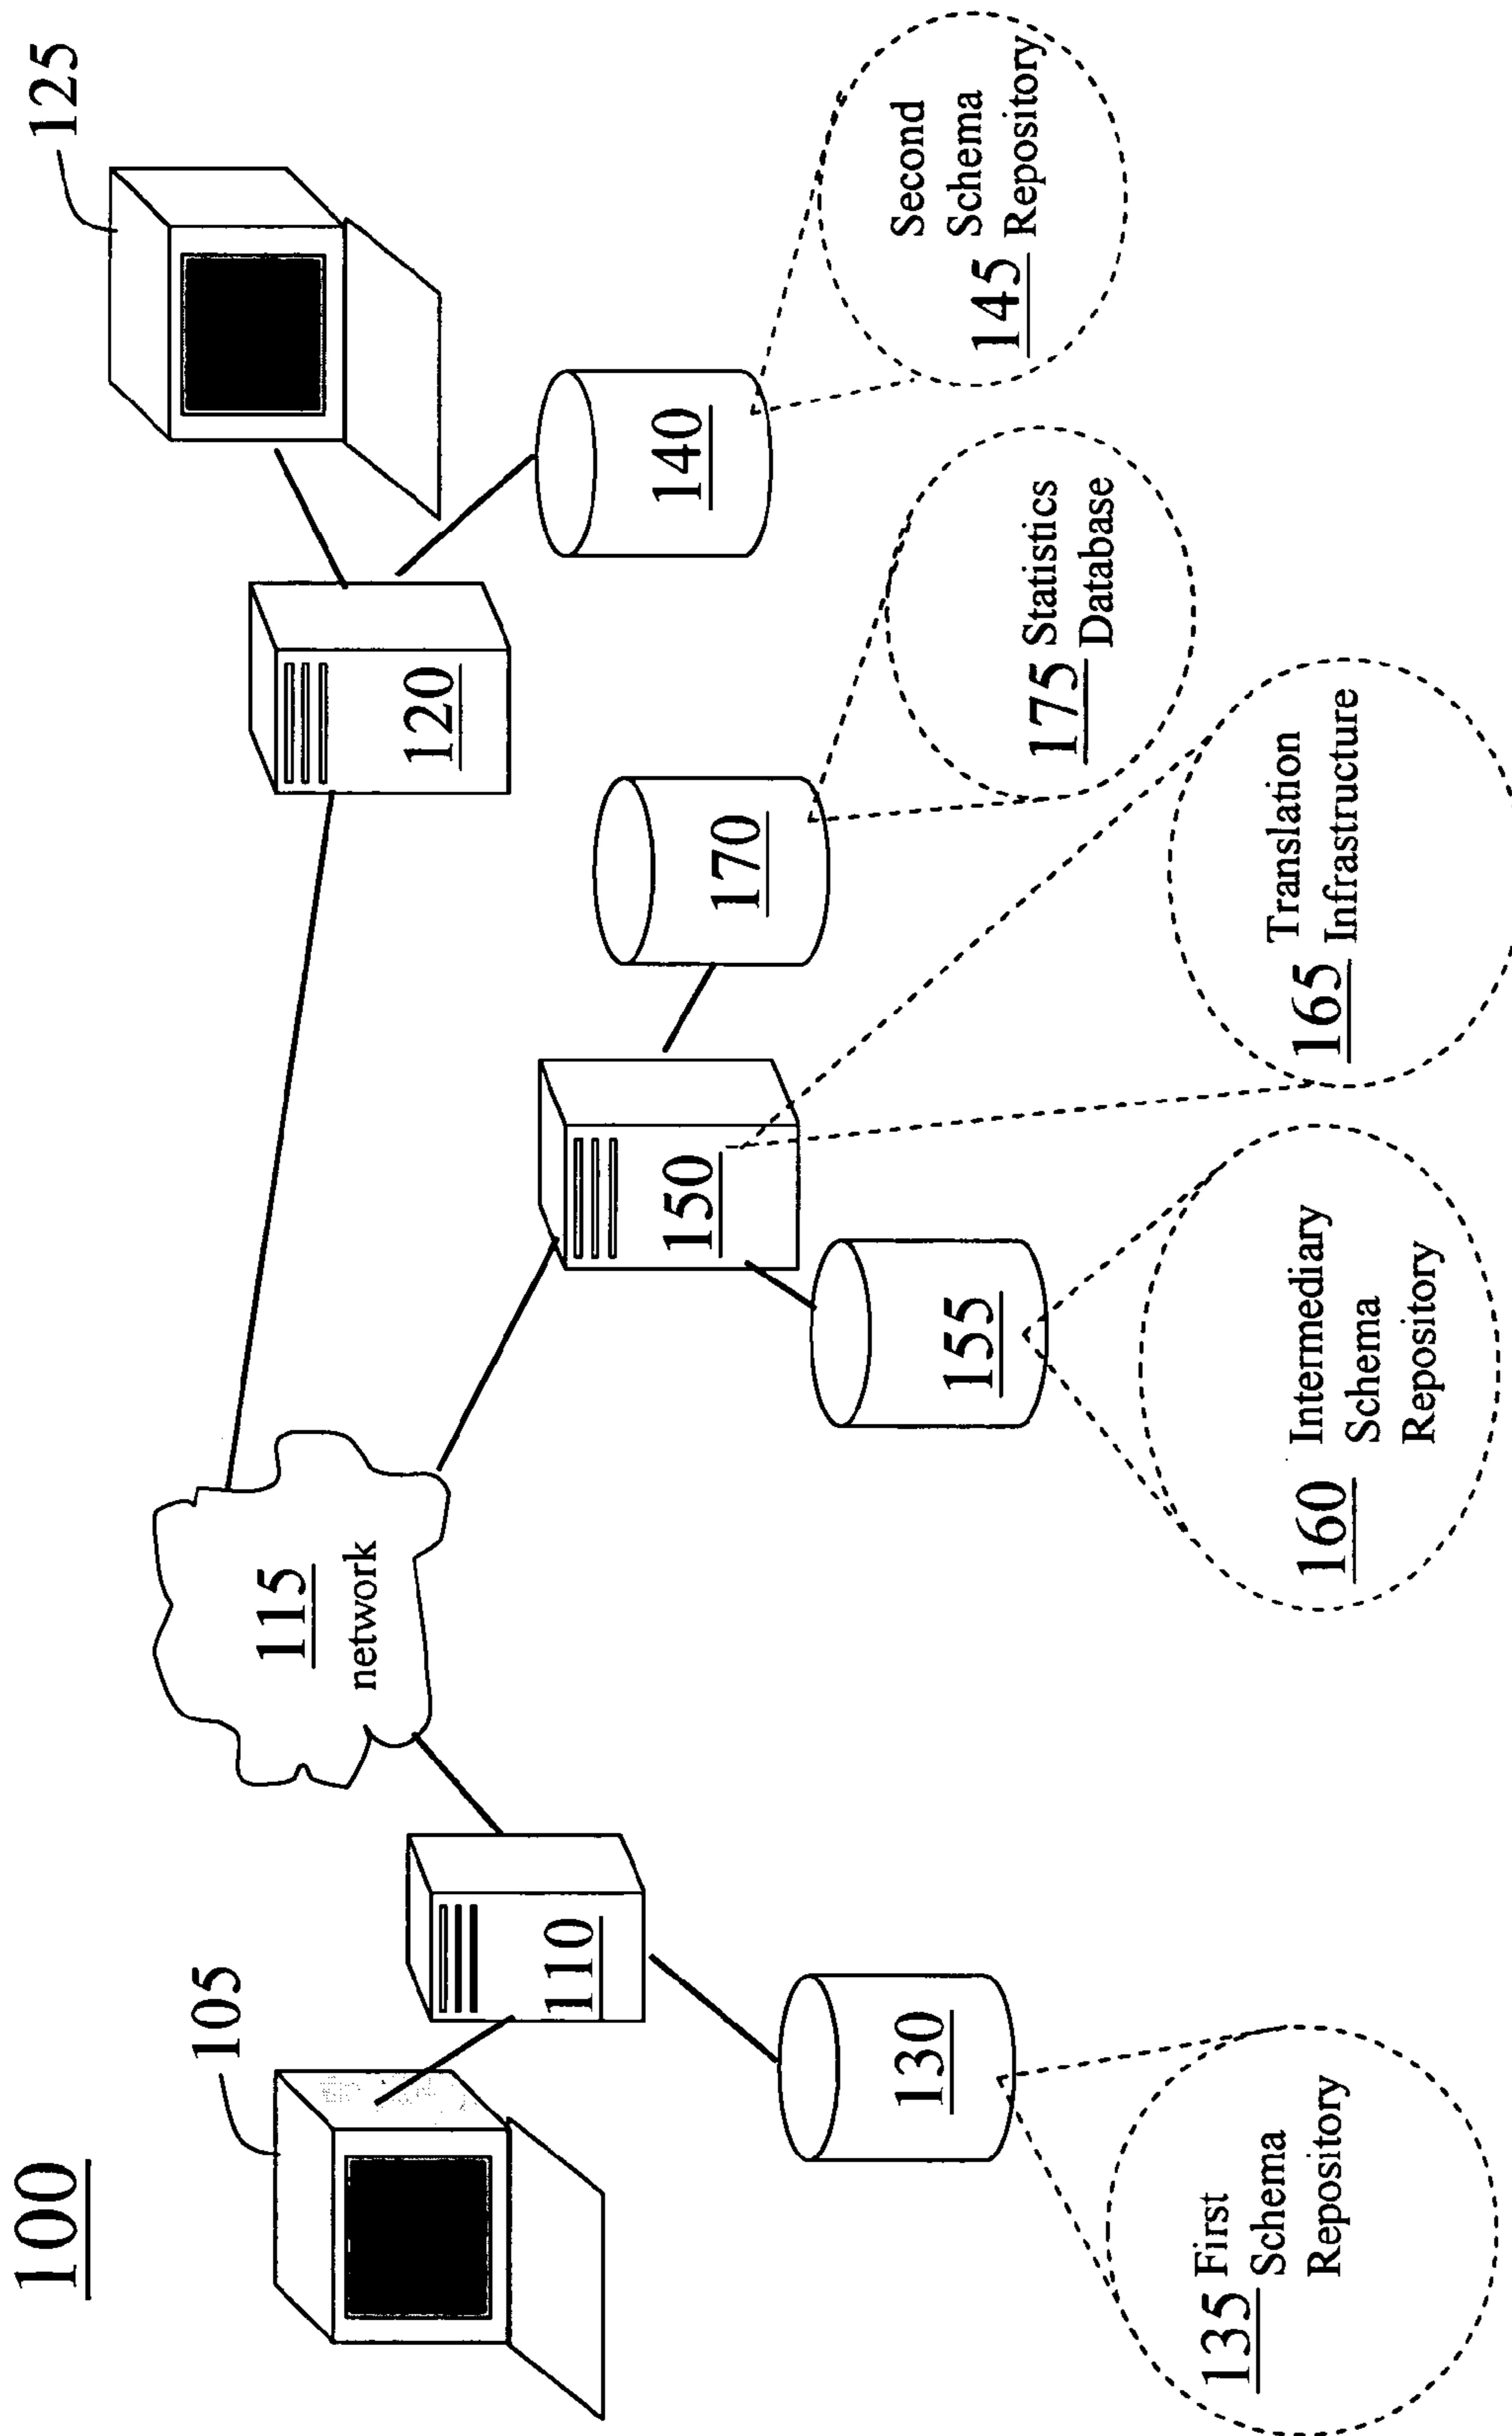 100
105
125
115
network
110
120
130
140
150
155
170
135 First
Schema
Repository
160 Intermediary
Schema
Repository
165 Translation
Infrastructure
175 Statistics
Database
145 Second
Schema
Repository